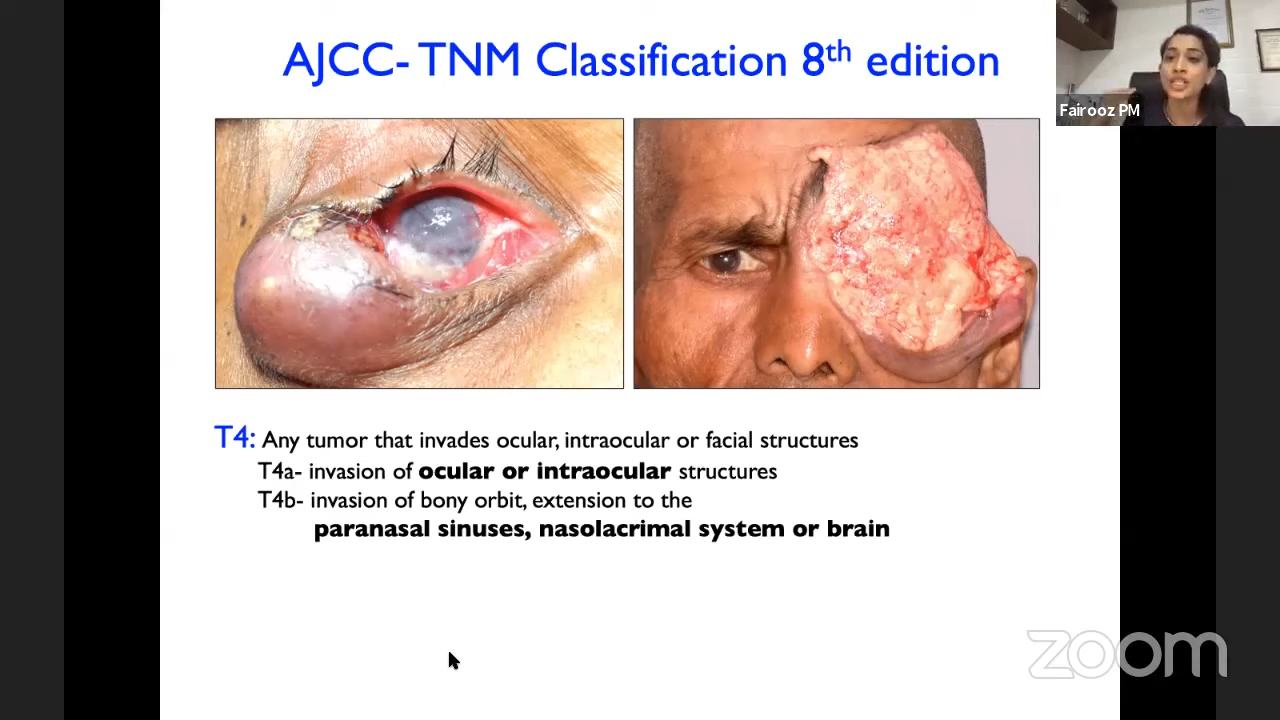 AJCC- TNM Classification 8th edition
Fairooz PM
T4: Any tumor that invades ocular, intraocular or facial structures
T4a- invasion of ocular or intraocular structures
T4b- invasion of bony orbit, extension to the
paranasal sinuses, nasolacrimal system or brain
zoom